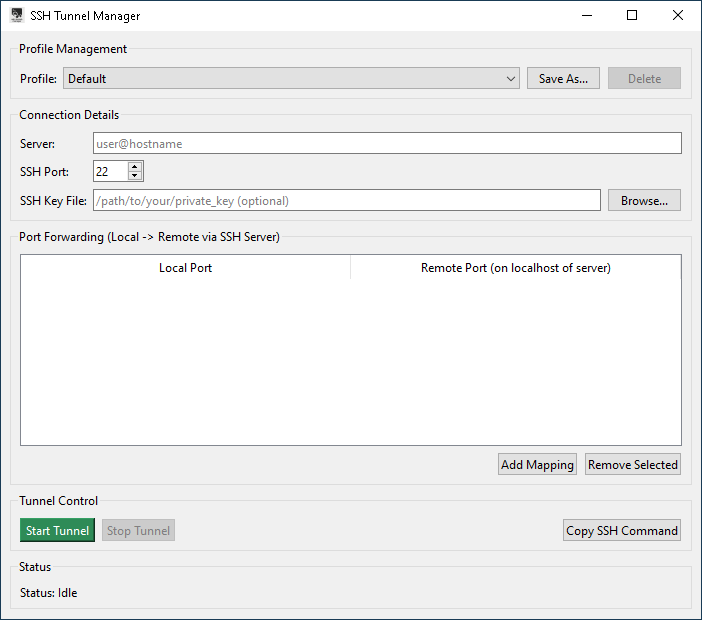 SSH Tunnel Manager
Profile Management
Profile: Default Save As... Delete
Connection Details
Server: user@hostname
SSH Port: 22
SSH Key File: /path/to/your/private_key (optional) Browse...
Port Forwarding (Local -> Remote via SSH Server)
Local Port Remote Port (on localhost of server)
Add Mapping Remove Selected
Tunnel Control
Start Tunnel Stop Tunnel Copy SSH Command
Status
Status: Idle